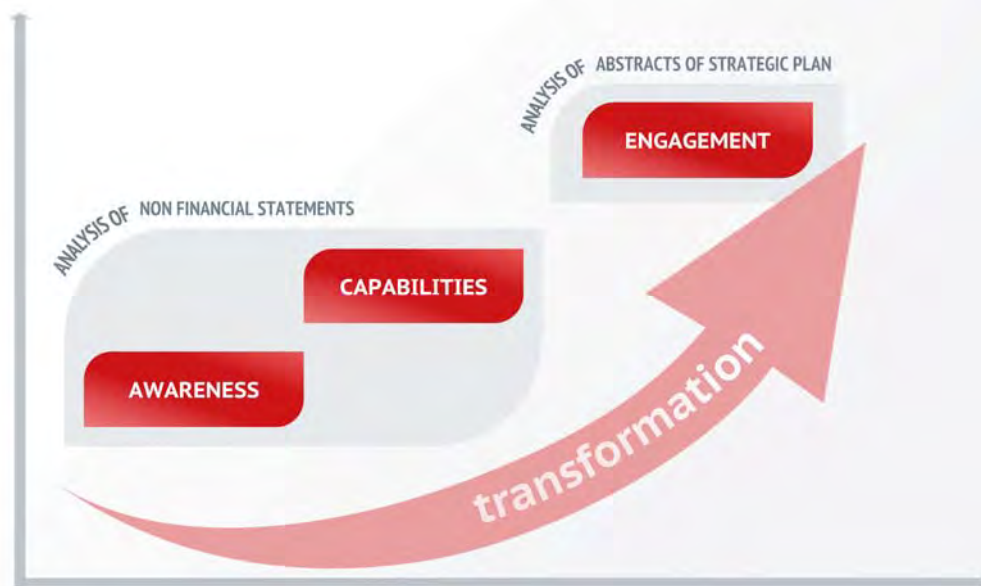 ANALYSIS OF ABSTRACTS OF STRATEGIC PLAN
ENGAGEMENT
ANALYSIS OF NON FINANCIAL STATEMENTS
CAPABILITIES
AWARENESS
transformation